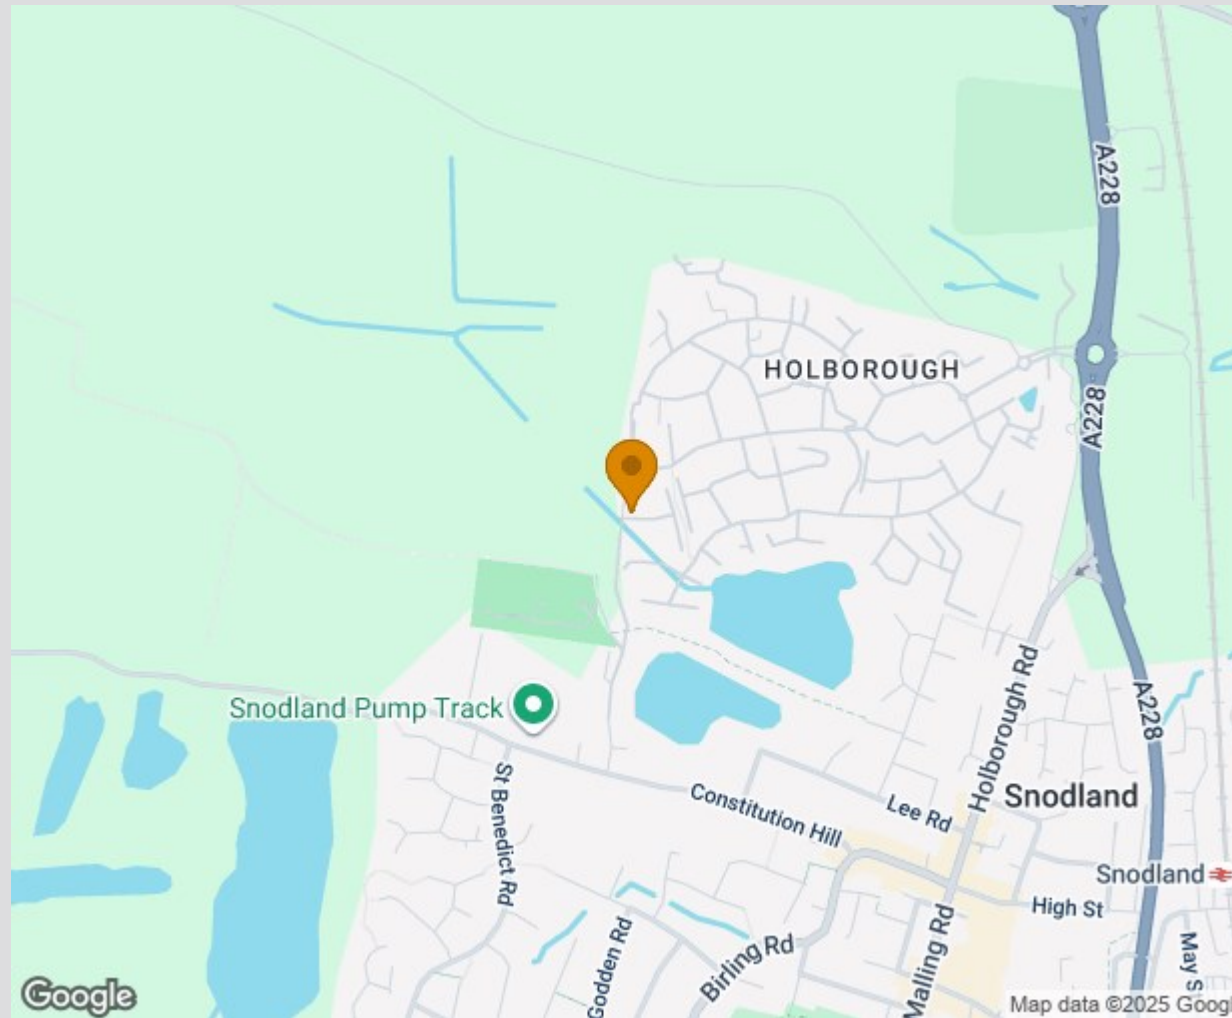 A228
HOLBOROUGH
A228
Holborough Rd
A228
Snodland Pump Track
St Benedict Rd
Constitution Hill
Lee Rd
Snodland
Snodland
High St
Godden Rd
Birling Rd
Malling Rd
May S
Google
Map data ©2025 Googl